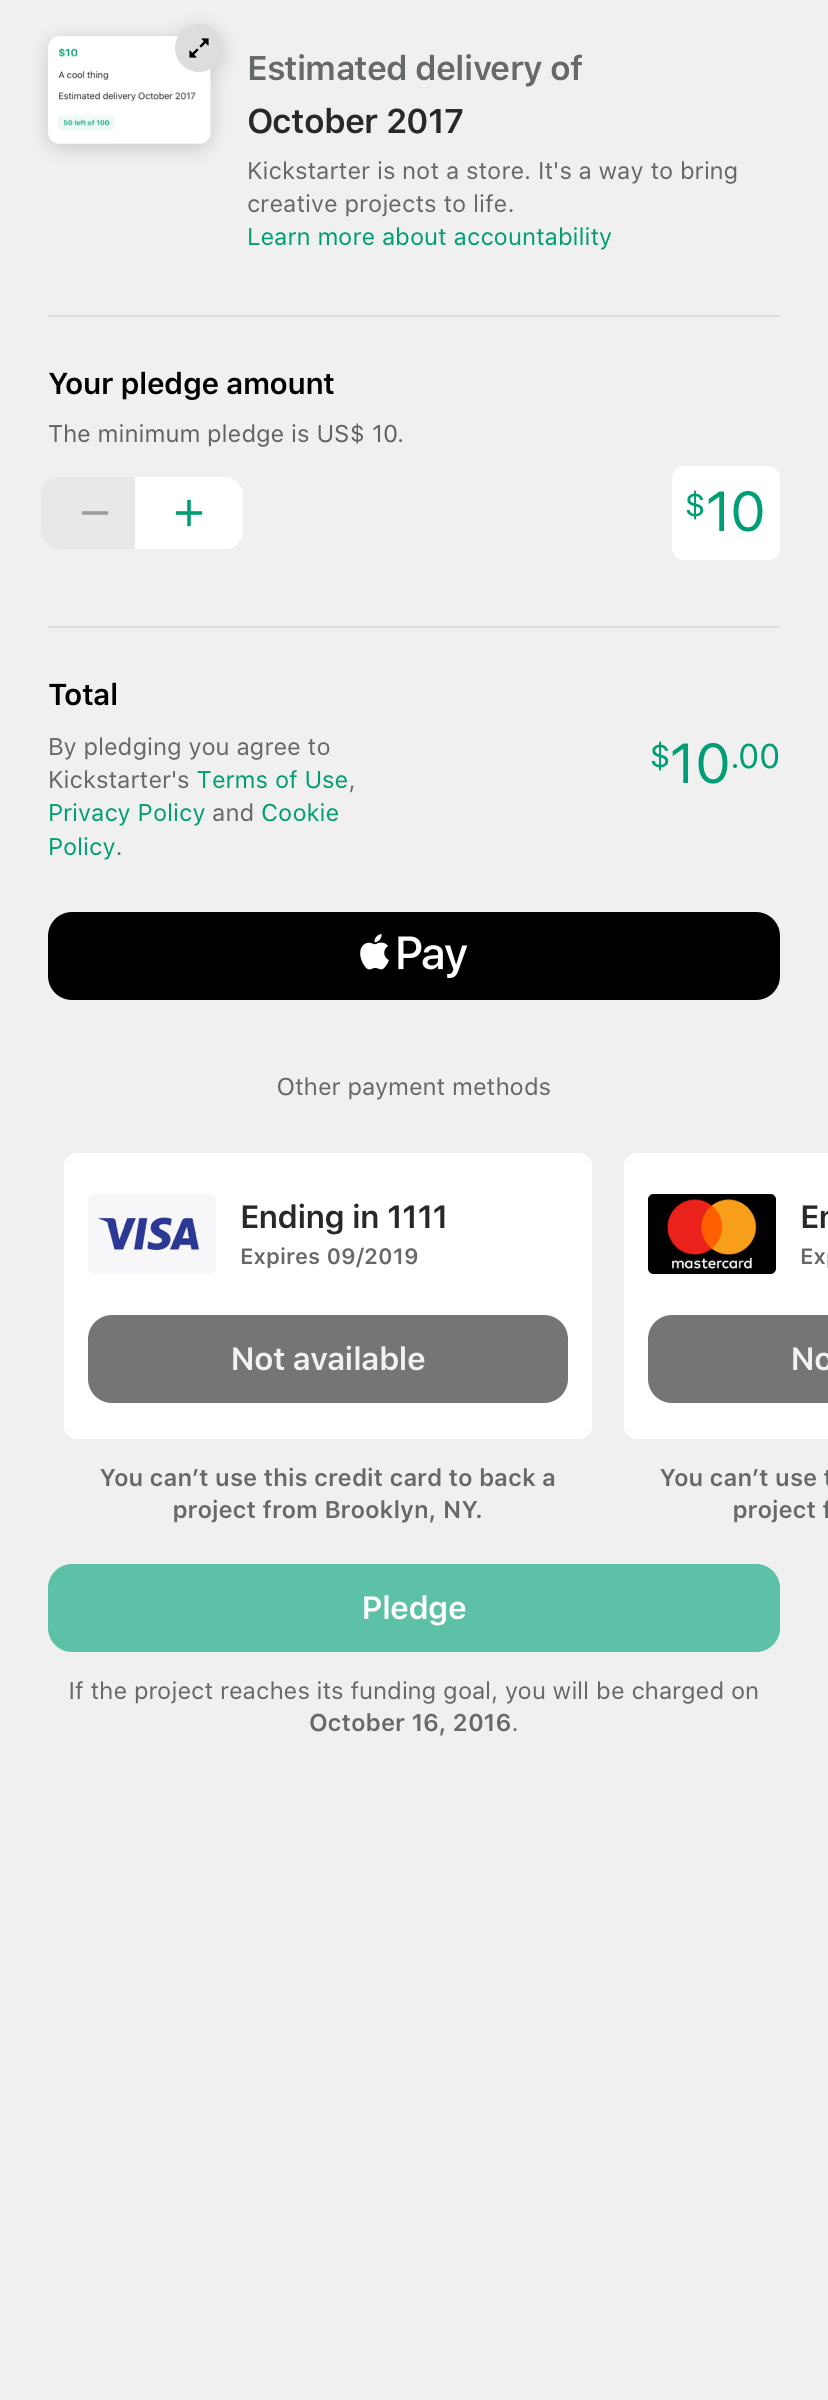 $10
A cool thing
Estimated delivery October 2017
50 left of 100
Estimated delivery of
October 2017
Kickstarter is not a store. It's a way to bring
creative projects to life.
Learn more about accountability
Your pledge amount
The minimum pledge is US$ 10.
$10
Total
By pledging you agree to
Kickstarter's Terms of Use,
Privacy Policy and Cookie
Policy.
$10.00
Pay
Other payment methods
VISA
Ending in 1111
Expires 09/2019
Not available
You can’t use this credit card to back a
project from Brooklyn, NY.
mastercard
You can’t use
project
Pledge
If the project reaches its funding goal, you will be charged on
October 16, 2016.